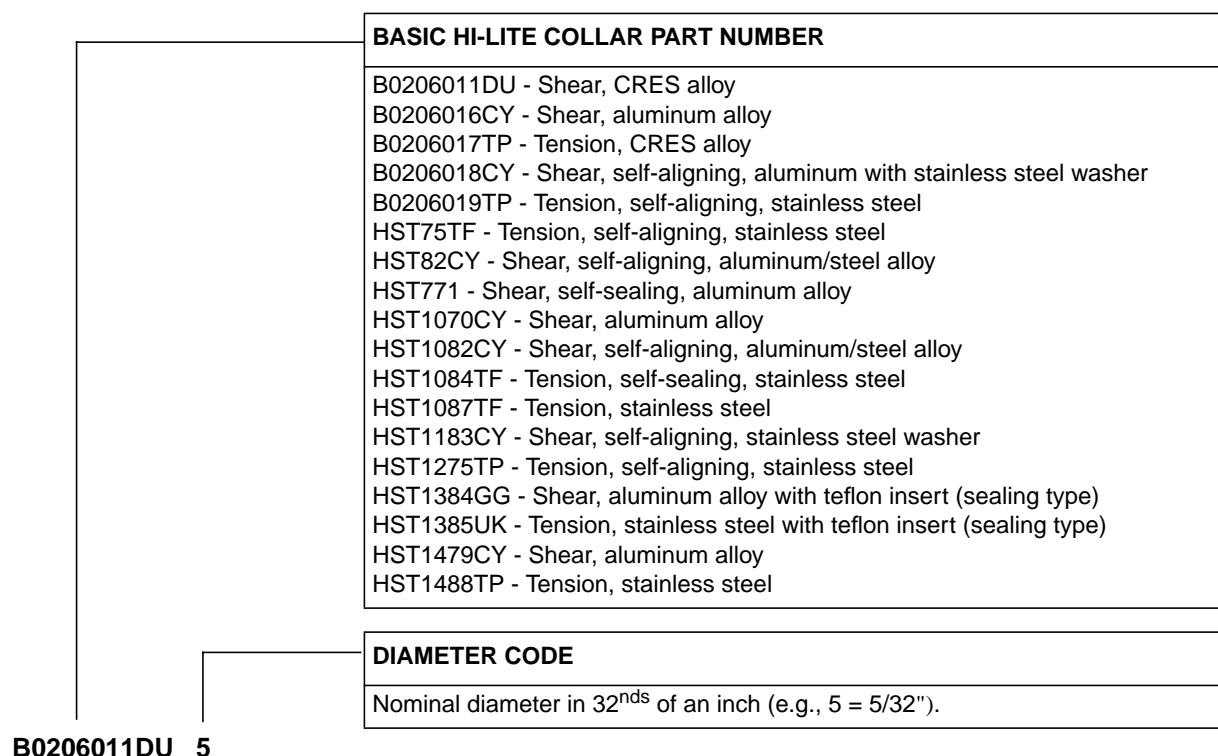 BASIC HI-LITE COLLAR PART NUMBER
B0206011DU - Shear, CRES alloy
B0206016CY - Shear, aluminum alloy
B0206017TP - Tension, CRES alloy
B0206018CY - Shear, self-aligning, aluminum with stainless steel washer
B0206019TP - Tension, self-aligning, stainless steel
HST75TF - Tension, self-aligning, stainless steel
HST82CY - Shear, self-aligning, aluminum/steel alloy
HST771 - Shear, self-sealing, aluminum alloy
HST1070CY - Shear, aluminum alloy
HST1082CY - Shear, self-aligning, aluminum/steel alloy
HST1084TF - Tension, self-sealing, stainless steel
HST1087TF - Tension, stainless steel
HST1183CY - Shear, self-aligning, stainless steel washer
HST1275TP - Tension, self-aligning, stainless steel
HST1384GG - Shear, aluminum alloy with teflon insert (sealing type)
HST1385UK - Tension, stainless steel with teflon insert (sealing type)
HST1479CY - Shear, aluminum alloy
HST1488TP - Tension, stainless steel
DIAMETER CODE
Nominal diameter in 32nds of an inch (e.g., 5 = 5/32").
B0206011DU 5